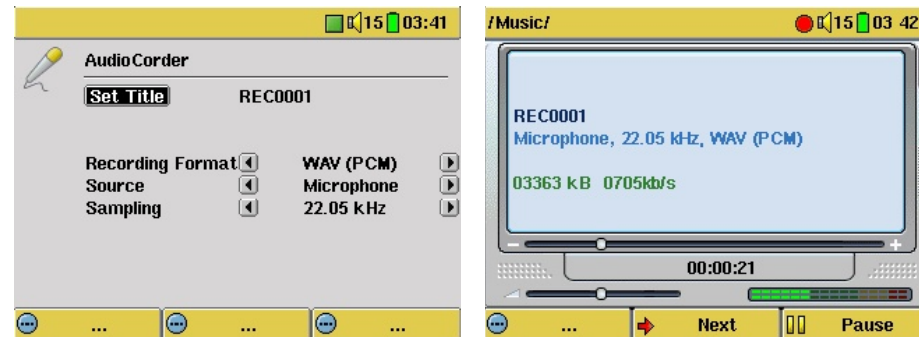 15 03:41
AudioCorder
Set Title REC0001
Recording Format WAV (PCM)
Source Microphone
Sampling 22.05 kHz
... ... ...
/Music/ 15 03 42
REC0001
Microphone, 22.05 kHz, WAV (PCM)
03363 kB 0705kb/s
00:00:21
... Next Pause